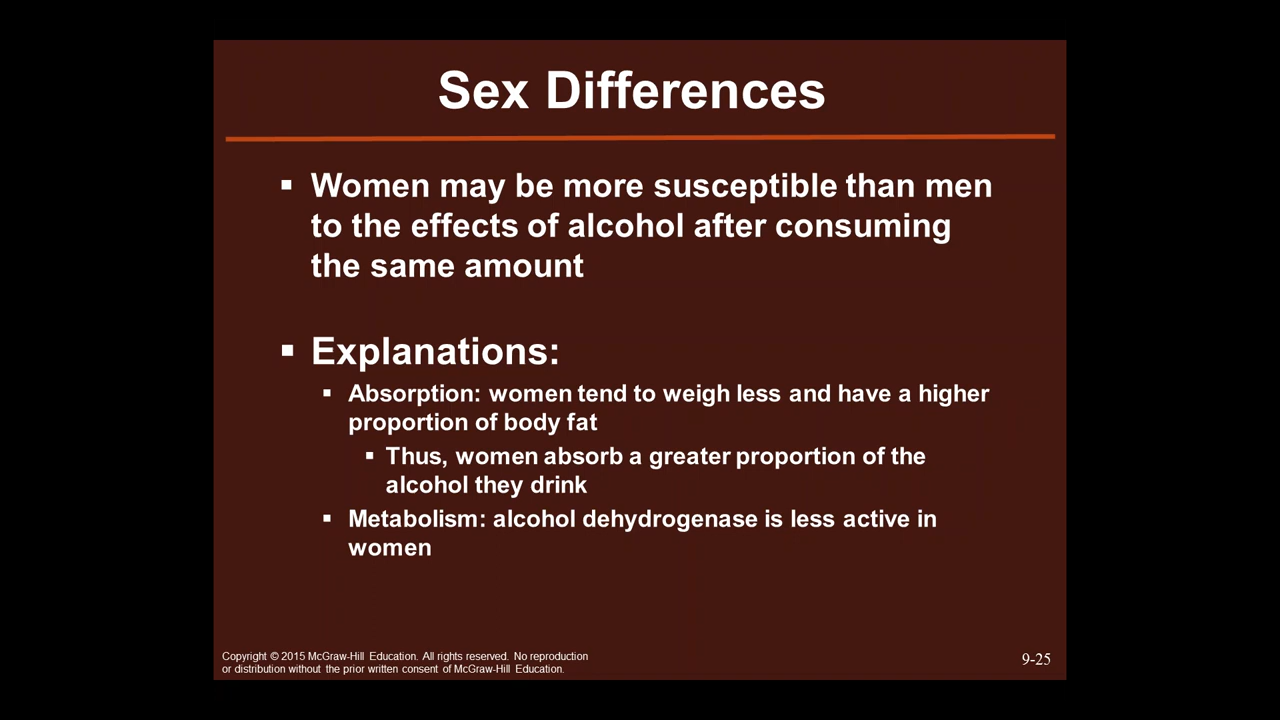 Sex Differences
▪ Women may be more susceptible than men
to the effects of alcohol after consuming
the same amount
▪ Explanations:
▪ Absorption: women tend to weigh less and have a higher
proportion of body fat
▪ Thus, women absorb a greater proportion of the
alcohol they drink
▪ Metabolism: alcohol dehydrogenase is less active in
women
Copyright © 2015 McGraw-Hill Education. All rights reserved. No reproduction
or distribution without the prior written consent of McGraw-Hill Education.
9-25